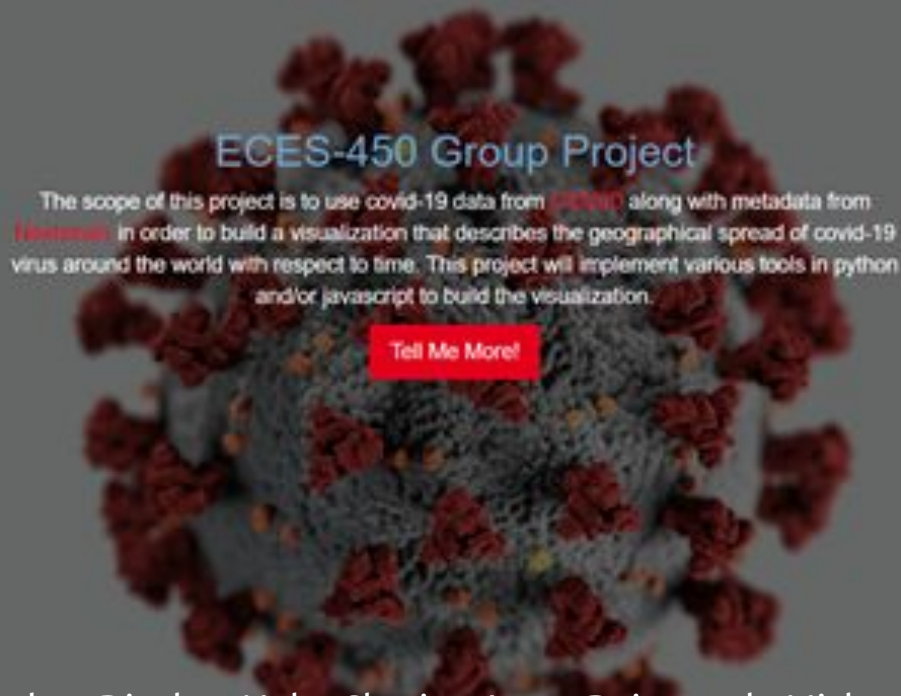 ECES-450 Group Project
The scope of this project is to use covid-19 data from along with metadata from
in order to build a visualization that describes the geographical spread of covid-19
virus around the world with respect to time. This project will implement various tools in python
and/or javascript to build the visualization.
Tell Me More!